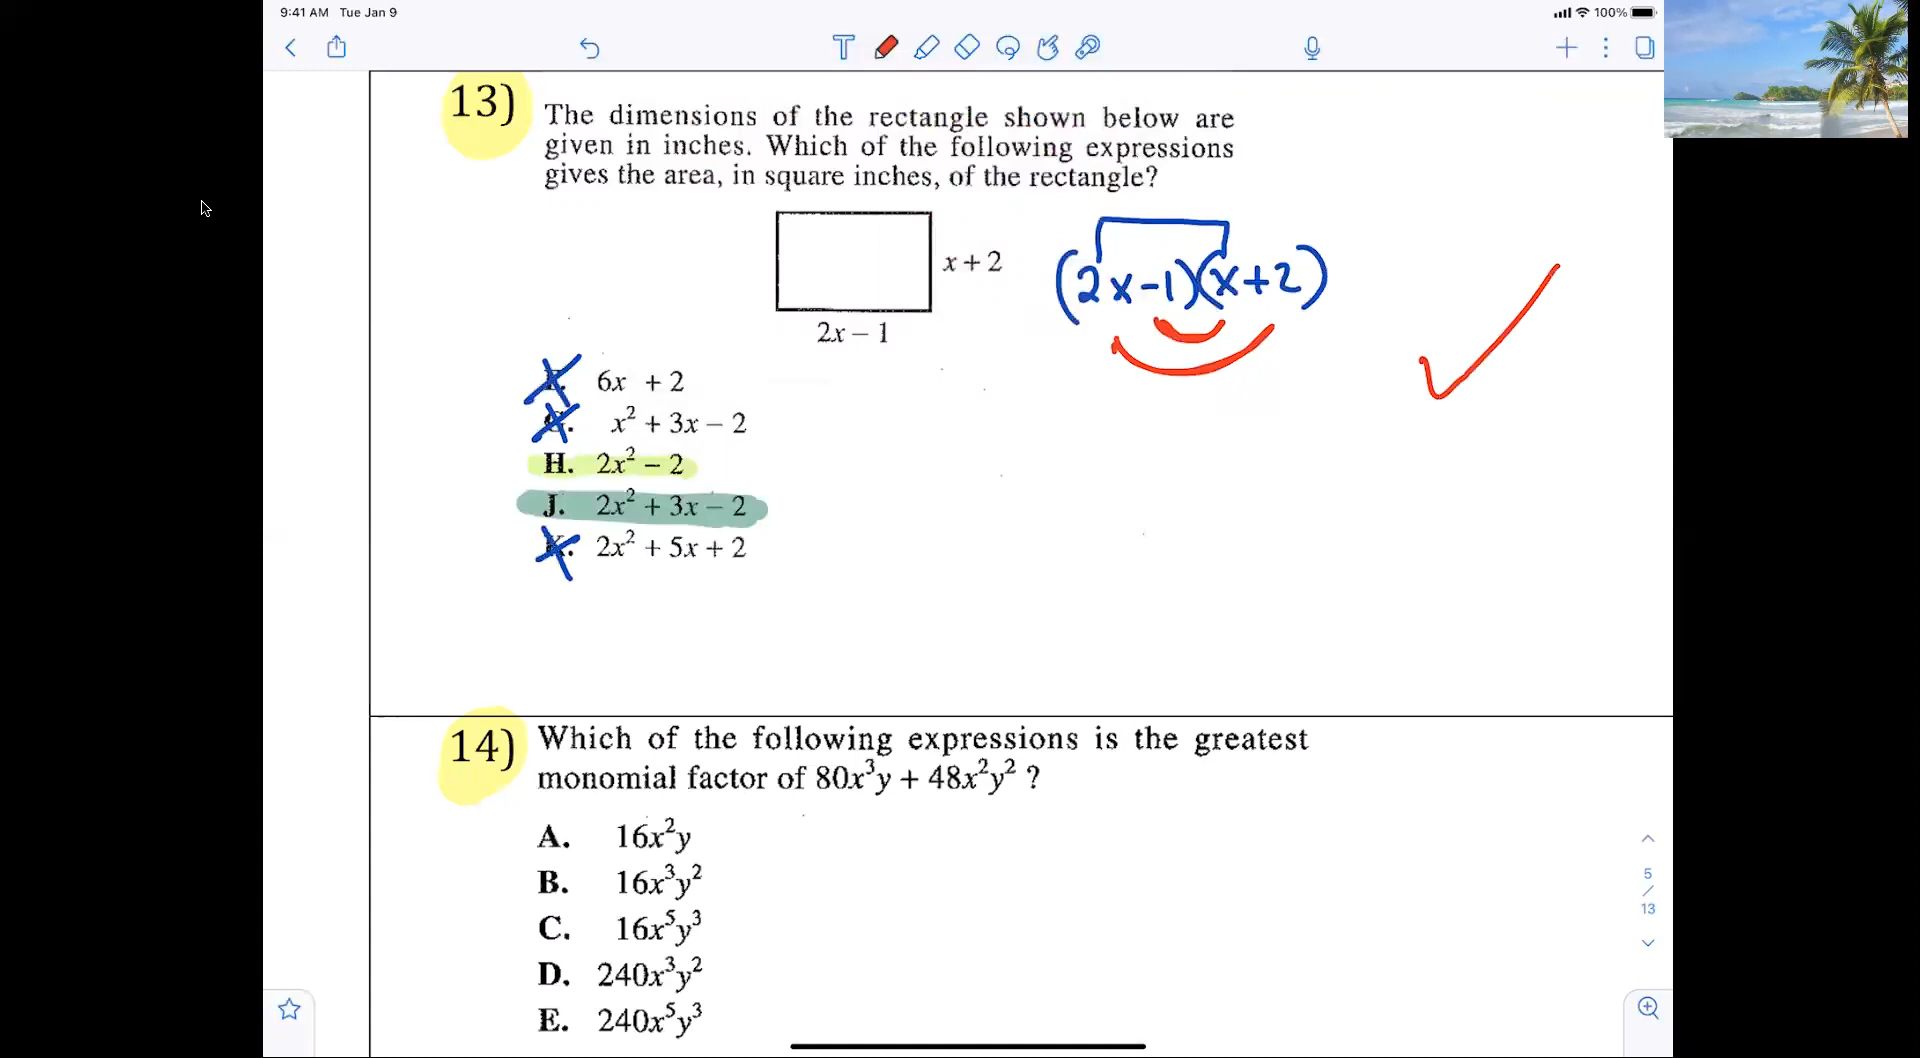 9:41 AM Tue Jan 9
100%
13)
The dimensions of the rectangle shown below are
given in inches. Which of the following expressions
gives the area, in square inches, of the rectangle?
x + 2
2x − 1
(2x-1)(x+2)
6x + 2
x² + 3x − 2
H. 2x² − 2
J. 2x² + 3x − 2
2x² + 5x + 2
14)
Which of the following expressions is the greatest
monomial factor of 80x³y + 48x²y² ?
A. 16x²y
B. 16x³y²
C. 16x⁵y³
D. 240x³y²
E. 240x⁵y³
5
/
13